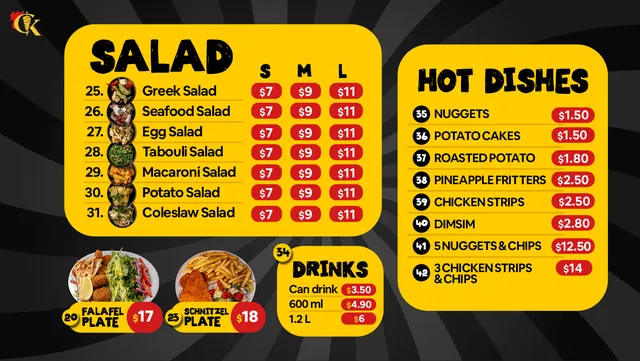 CK
SALAD
S M L
25. Greek Salad $7 $9 $11
26. Seafood Salad $7 $9 $11
27. Egg Salad $7 $9 $11
28. Tabouli Salad $7 $9 $11
29. Macaroni Salad $7 $9 $11
30. Potato Salad $7 $9 $11
31. Coleslaw Salad $7 $9 $11
20 FALAFEL
PLATE $17
23 SCHNITZEL
PLATE $18
34
DRINKS
Can drink $3.50
600 ml $4.90
1.2 L $6
HOT DISHES
35 NUGGETS $1.50
36 POTATO CAKES $1.50
37 ROASTED POTATO $1.80
38 PINEAPPLE FRITTERS $2.50
39 CHICKEN STRIPS $2.50
40 DIMSIM $2.80
41 5 NUGGETS & CHIPS $12.50
42 3 CHICKEN STRIPS
& CHIPS $14